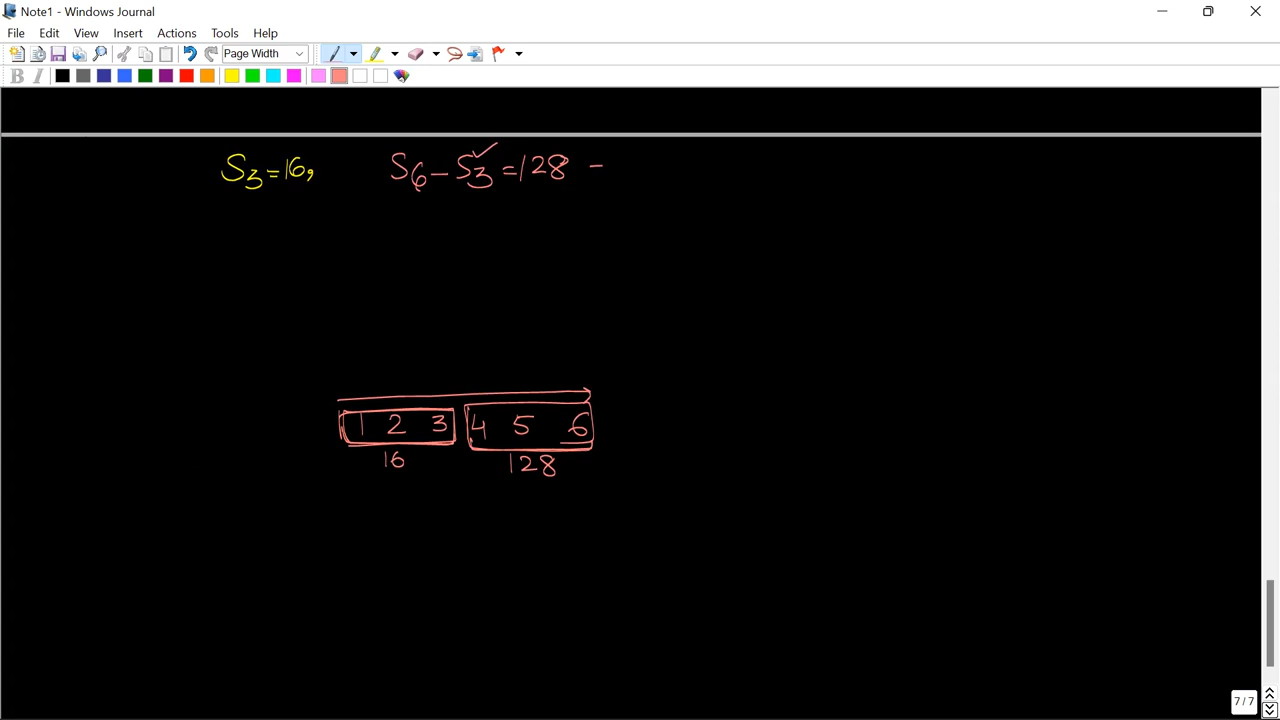 Note1 - Windows Journal
File Edit View Insert Actions Tools Help
Page Width
B I
S3=16, S6-S3=128 -
1 2 3 4 5 6
16 128
7 / 7